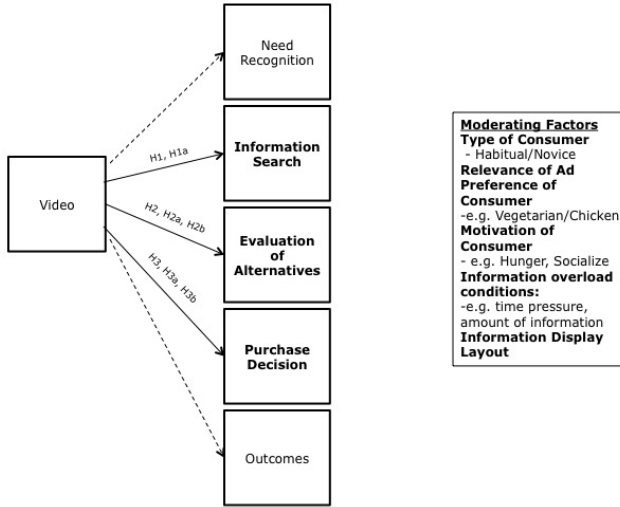 Need
Recognition
Information
Search
H1, H1a
Video
H2, H2a, H2b
Evaluation
of
Alternatives
H3, H3a, H3b
Purchase
Decision
Outcomes
Moderating Factors
Type of Consumer
- Habitual/Novice
Relevance of Ad
Preference of
Consumer
-e.g. Vegetarian/Chicken
Motivation of
Consumer
- e.g. Hunger, Socialize
Information overload
conditions:
-e.g. time pressure,
amount of information
Information Display
Layout